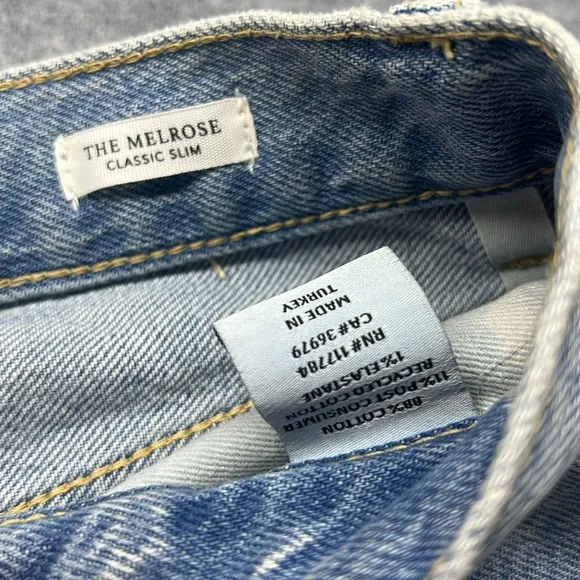 THE MELROSE
CLASSIC SLIM
88% COTTON
11% POST CONSUMER
RECYCLED COTTON
1% ELASTANE
RN#117784
CA#36979
MADE IN
TURKEY